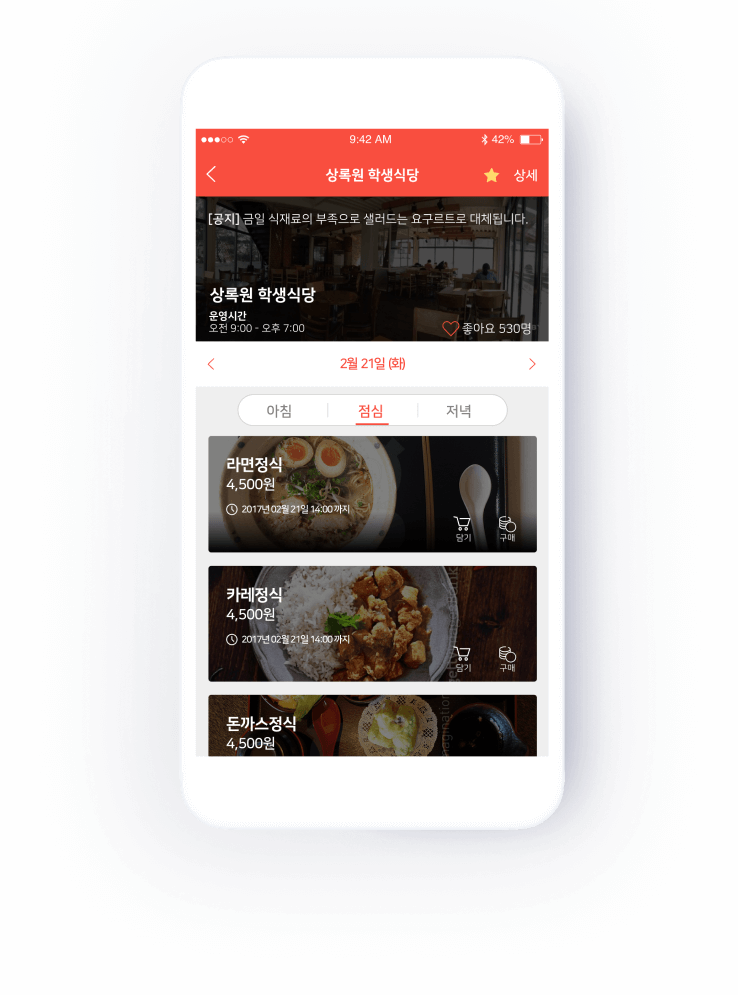 9:42 AM
42%
상록원 학생식당
상세
[공지] 금일 식재료의 부족으로 샐러드는 요구르트로 대체됩니다.
상록원 학생식당
운영시간
오전 9:00 - 오후 7:00
좋아요 530명
2월 21일 (화)
아침
점심
저녁
라면정식
4,500원
2017년 02월 21일 14:00 까지
담기
구매
카레정식
4,500원
2017년 02월 21일 14:00 까지
담기
구매
돈까스정식
4,500원